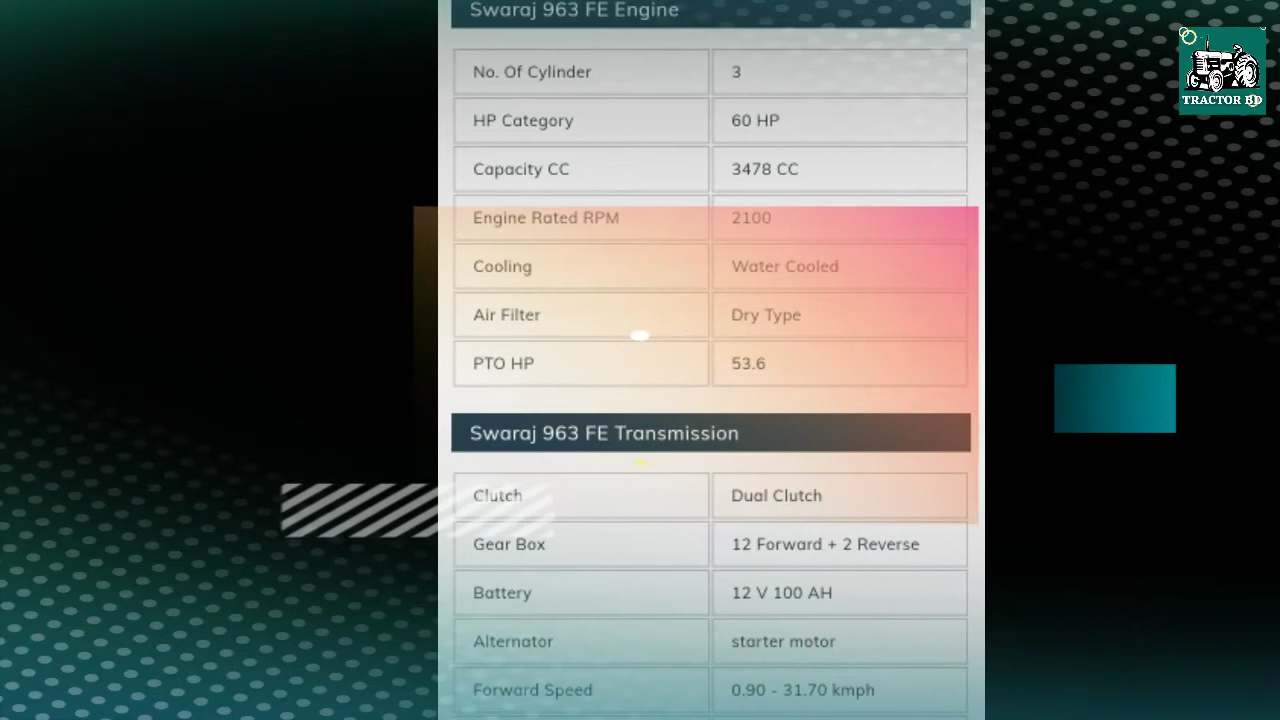 Swaraj 963 FE Engine
No. Of Cylinder 3
HP Category 60 HP
Capacity CC 3478 CC
Engine Rated RPM 2100
Cooling Water Cooled
Air Filter Dry Type
PTO HP 53.6
Swaraj 963 FE Transmission
Clutch Dual Clutch
Gear Box 12 Forward + 2 Reverse
Battery 12 V 100 AH
Alternator starter motor
Forward Speed 0.90 - 31.70 kmph
TRACTOR BD